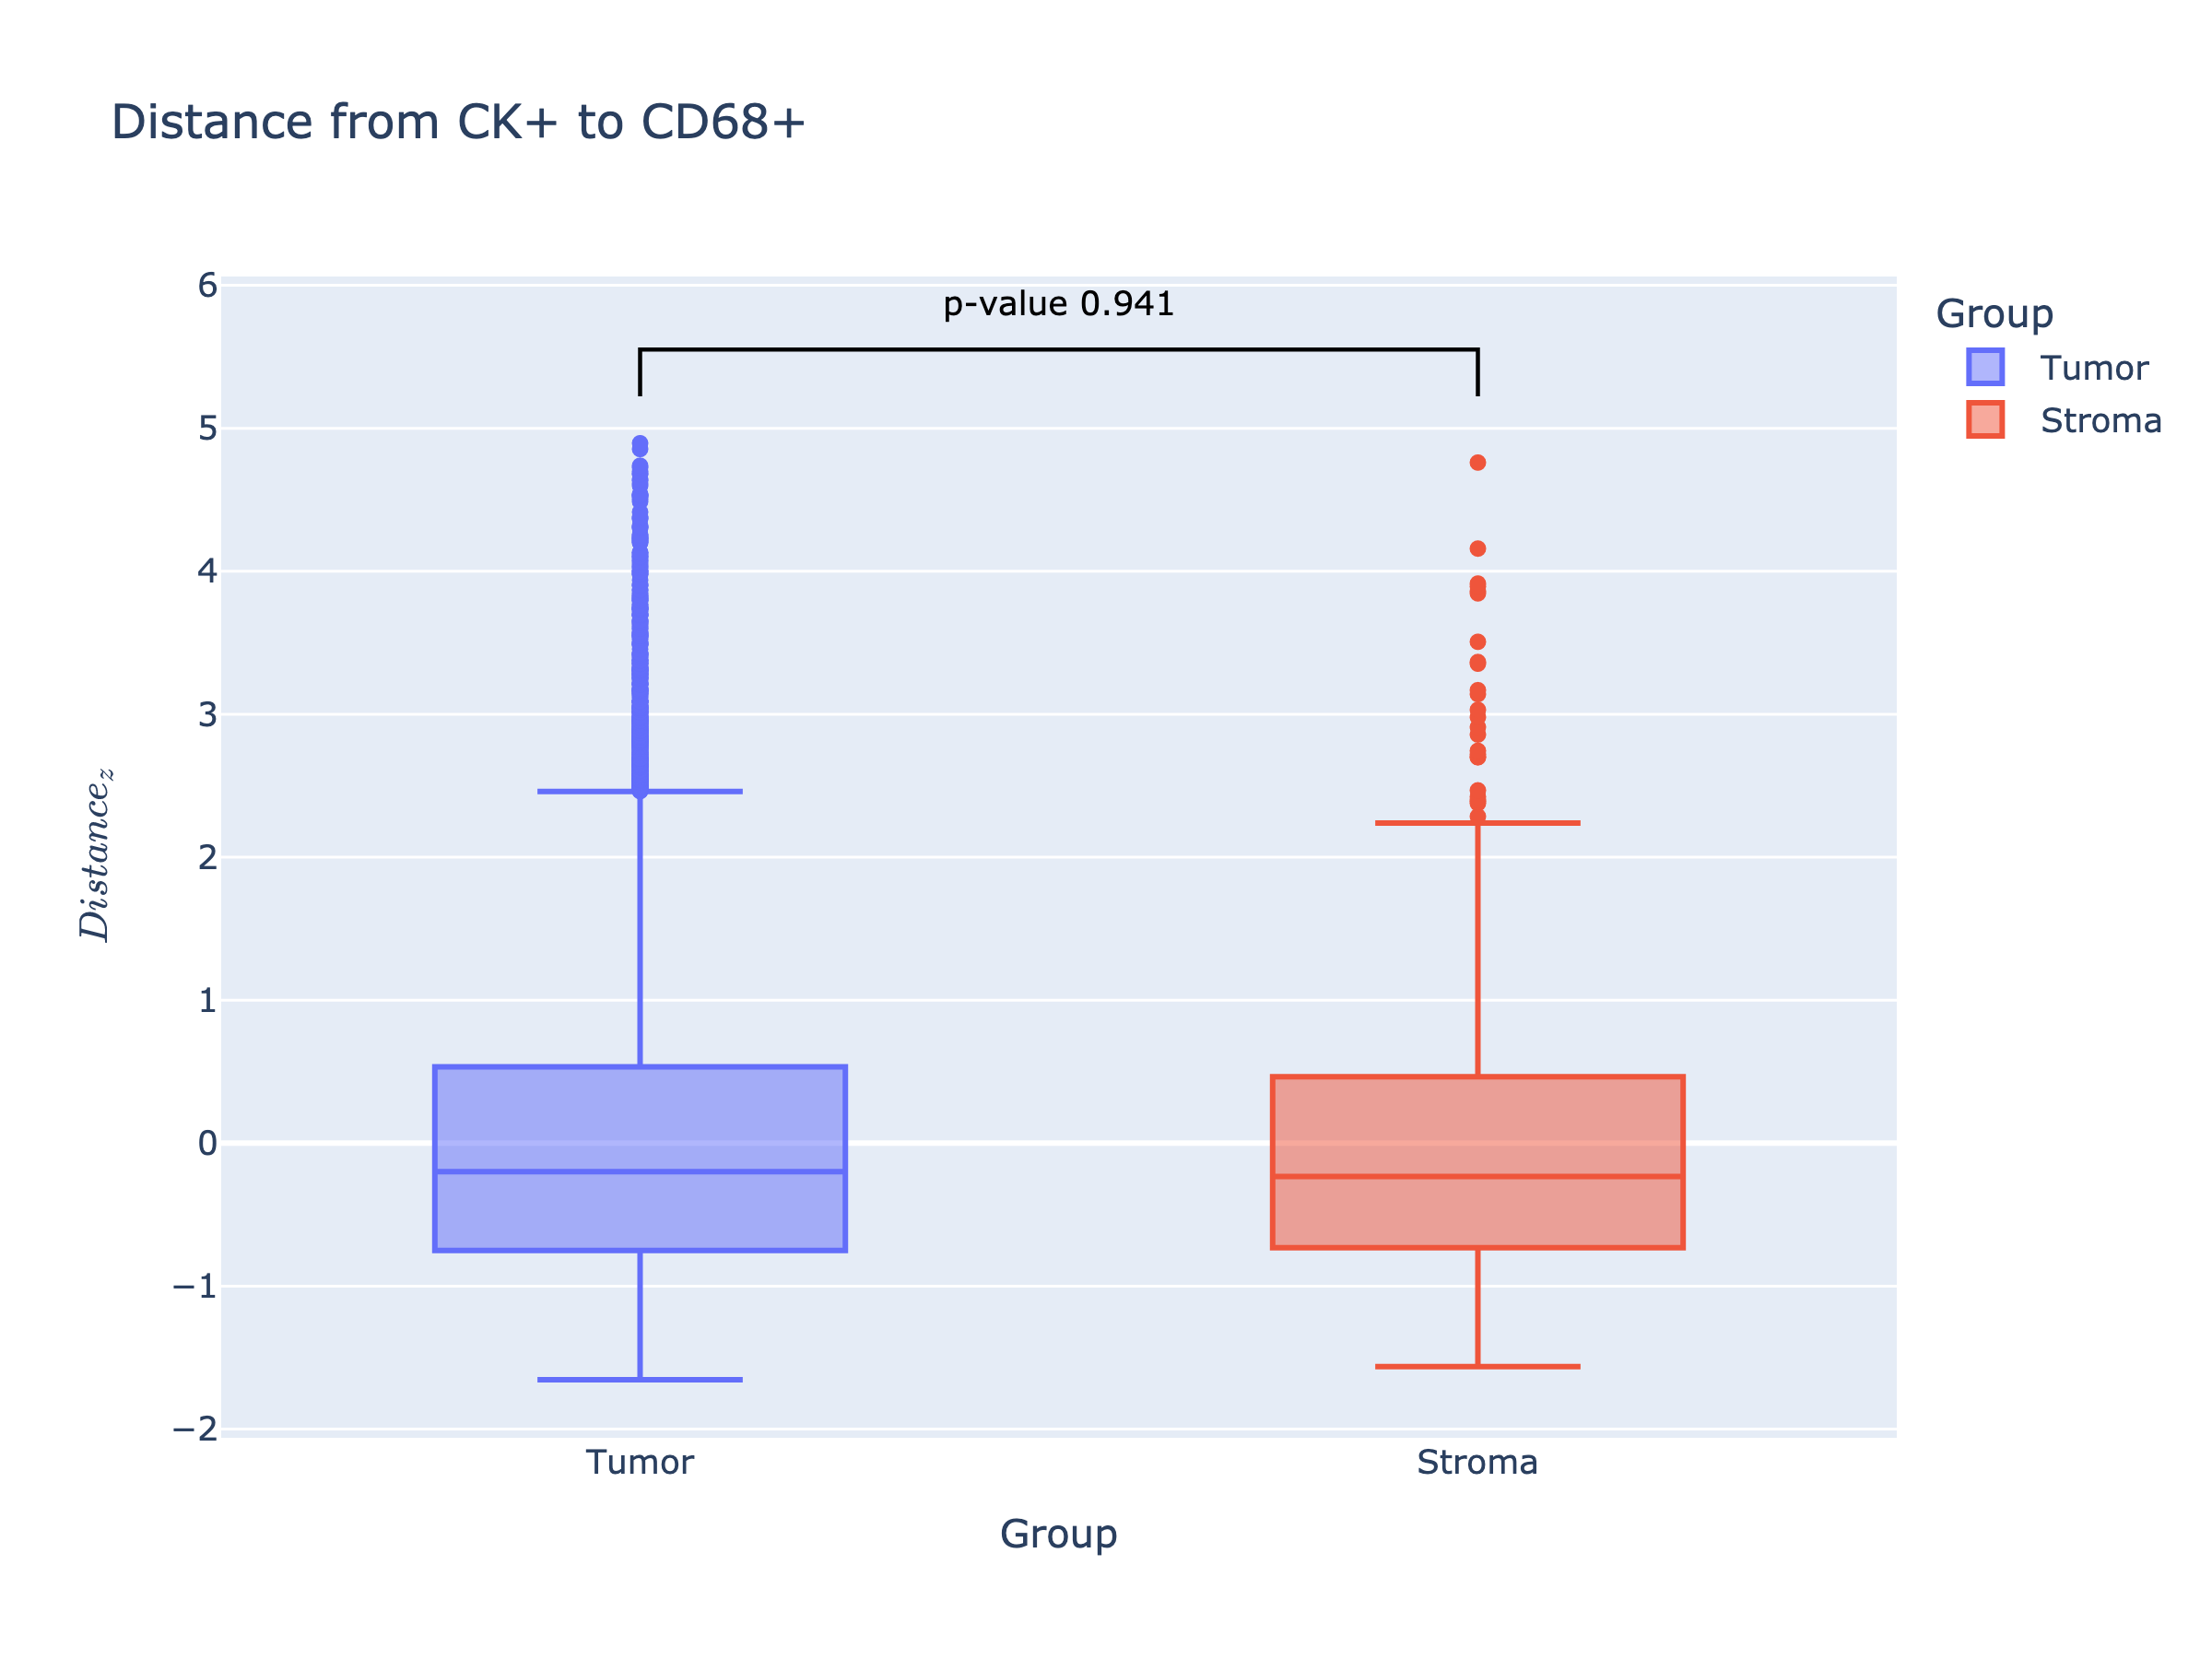 Distance from CK+ to CD68+
p-value 0.941
Group
Tumor
Stroma
6
5
4
3
2
1
0
−1
−2
Distance_z
Tumor
Stroma
Group